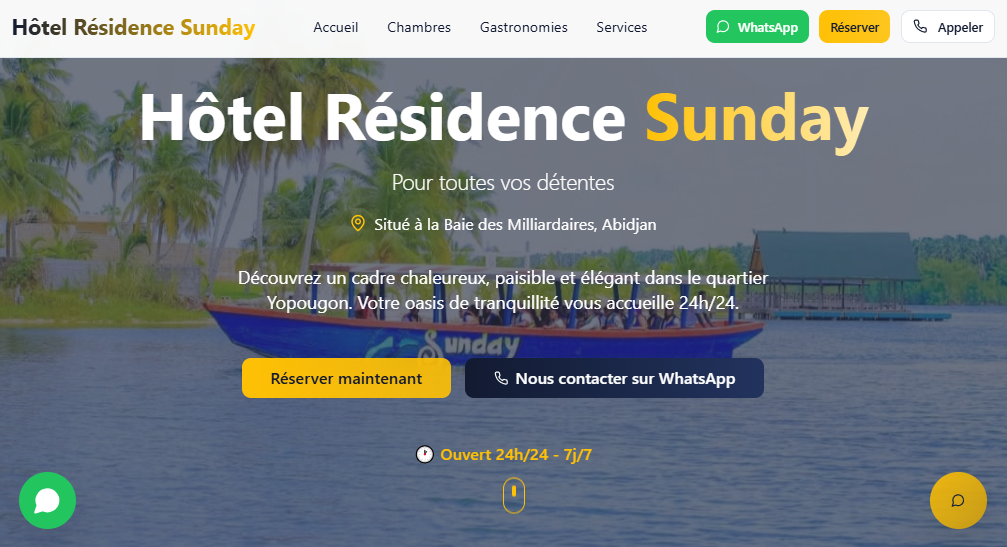 Hôtel Résidence Sunday
Accueil
Chambres
Gastronomies
Services
WhatsApp
Réserver
Appeler
Hôtel Résidence Sunday
Pour toutes vos détentes
Situé à la Baie des Milliardaires, Abidjan
Découvrez un cadre chaleureux, paisible et élégant dans le quartier
Yopougon. Votre oasis de tranquillité vous accueille 24h/24.
Sunday
Réserver maintenant
Nous contacter sur WhatsApp
Ouvert 24h/24 - 7j/7